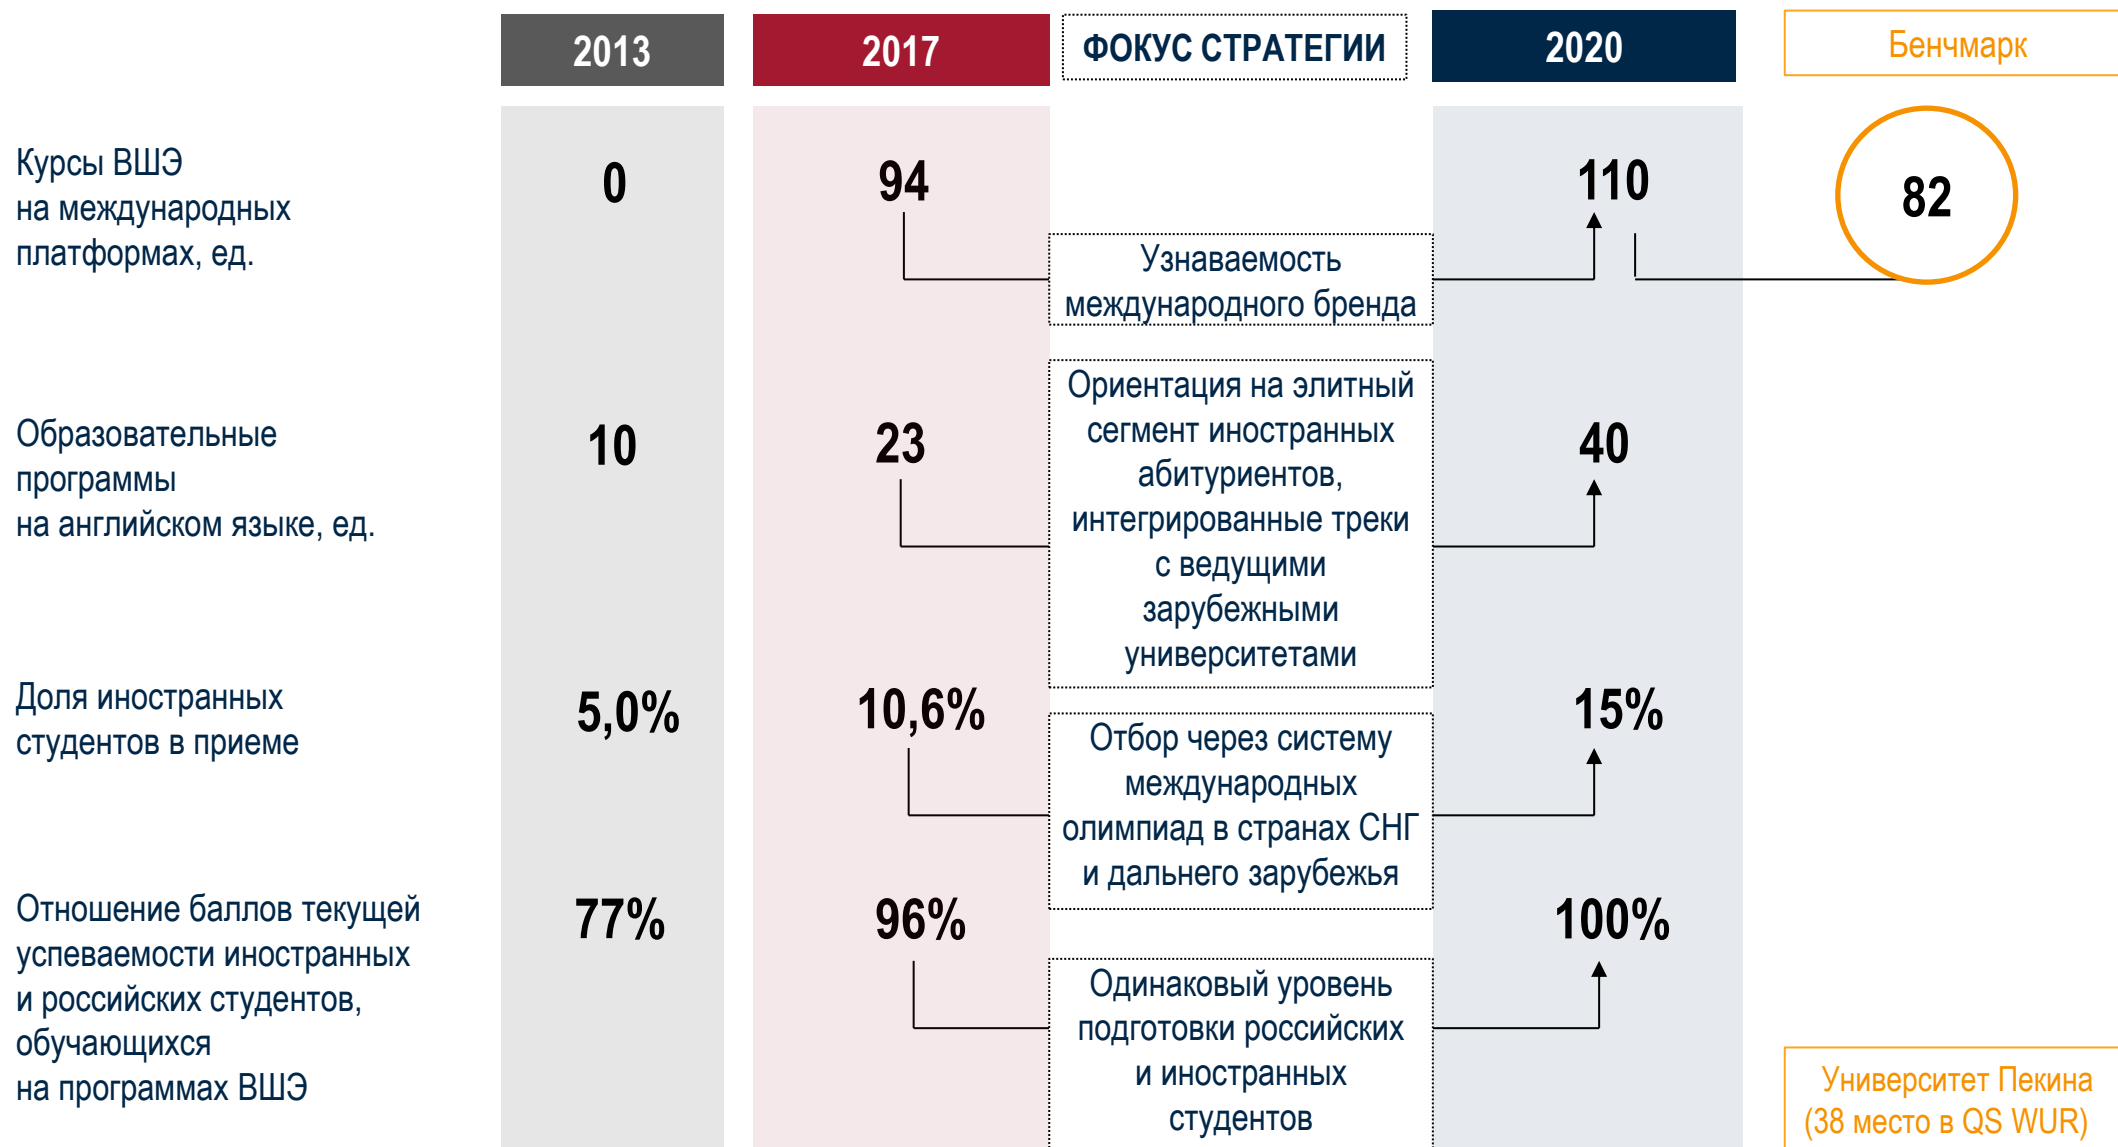 2013
2017
ФОКУС СТРАТЕГИИ
2020
Бенчмарк
Курсы ВШЭ
на международных
платформах, ед.
0
94
110
82
Узнаваемость
международного бренда
Образовательные
программы
на английском языке, ед.
10
23
Ориентация на элитный
сегмент иностранных
абитуриентов,
интегрированные треки
с ведущими
зарубежными
университетами
40
Доля иностранных
студентов в приеме
5,0%
10,6%
15%
Отбор через систему
международных
олимпиад в странах СНГ
и дальнего зарубежья
Отношение баллов текущей
успеваемости иностранных
и российских студентов,
обучающихся
на программах ВШЭ
77%
96%
100%
Одинаковый уровень
подготовки российских
и иностранных
студентов
Университет Пекина
(38 место в QS WUR)